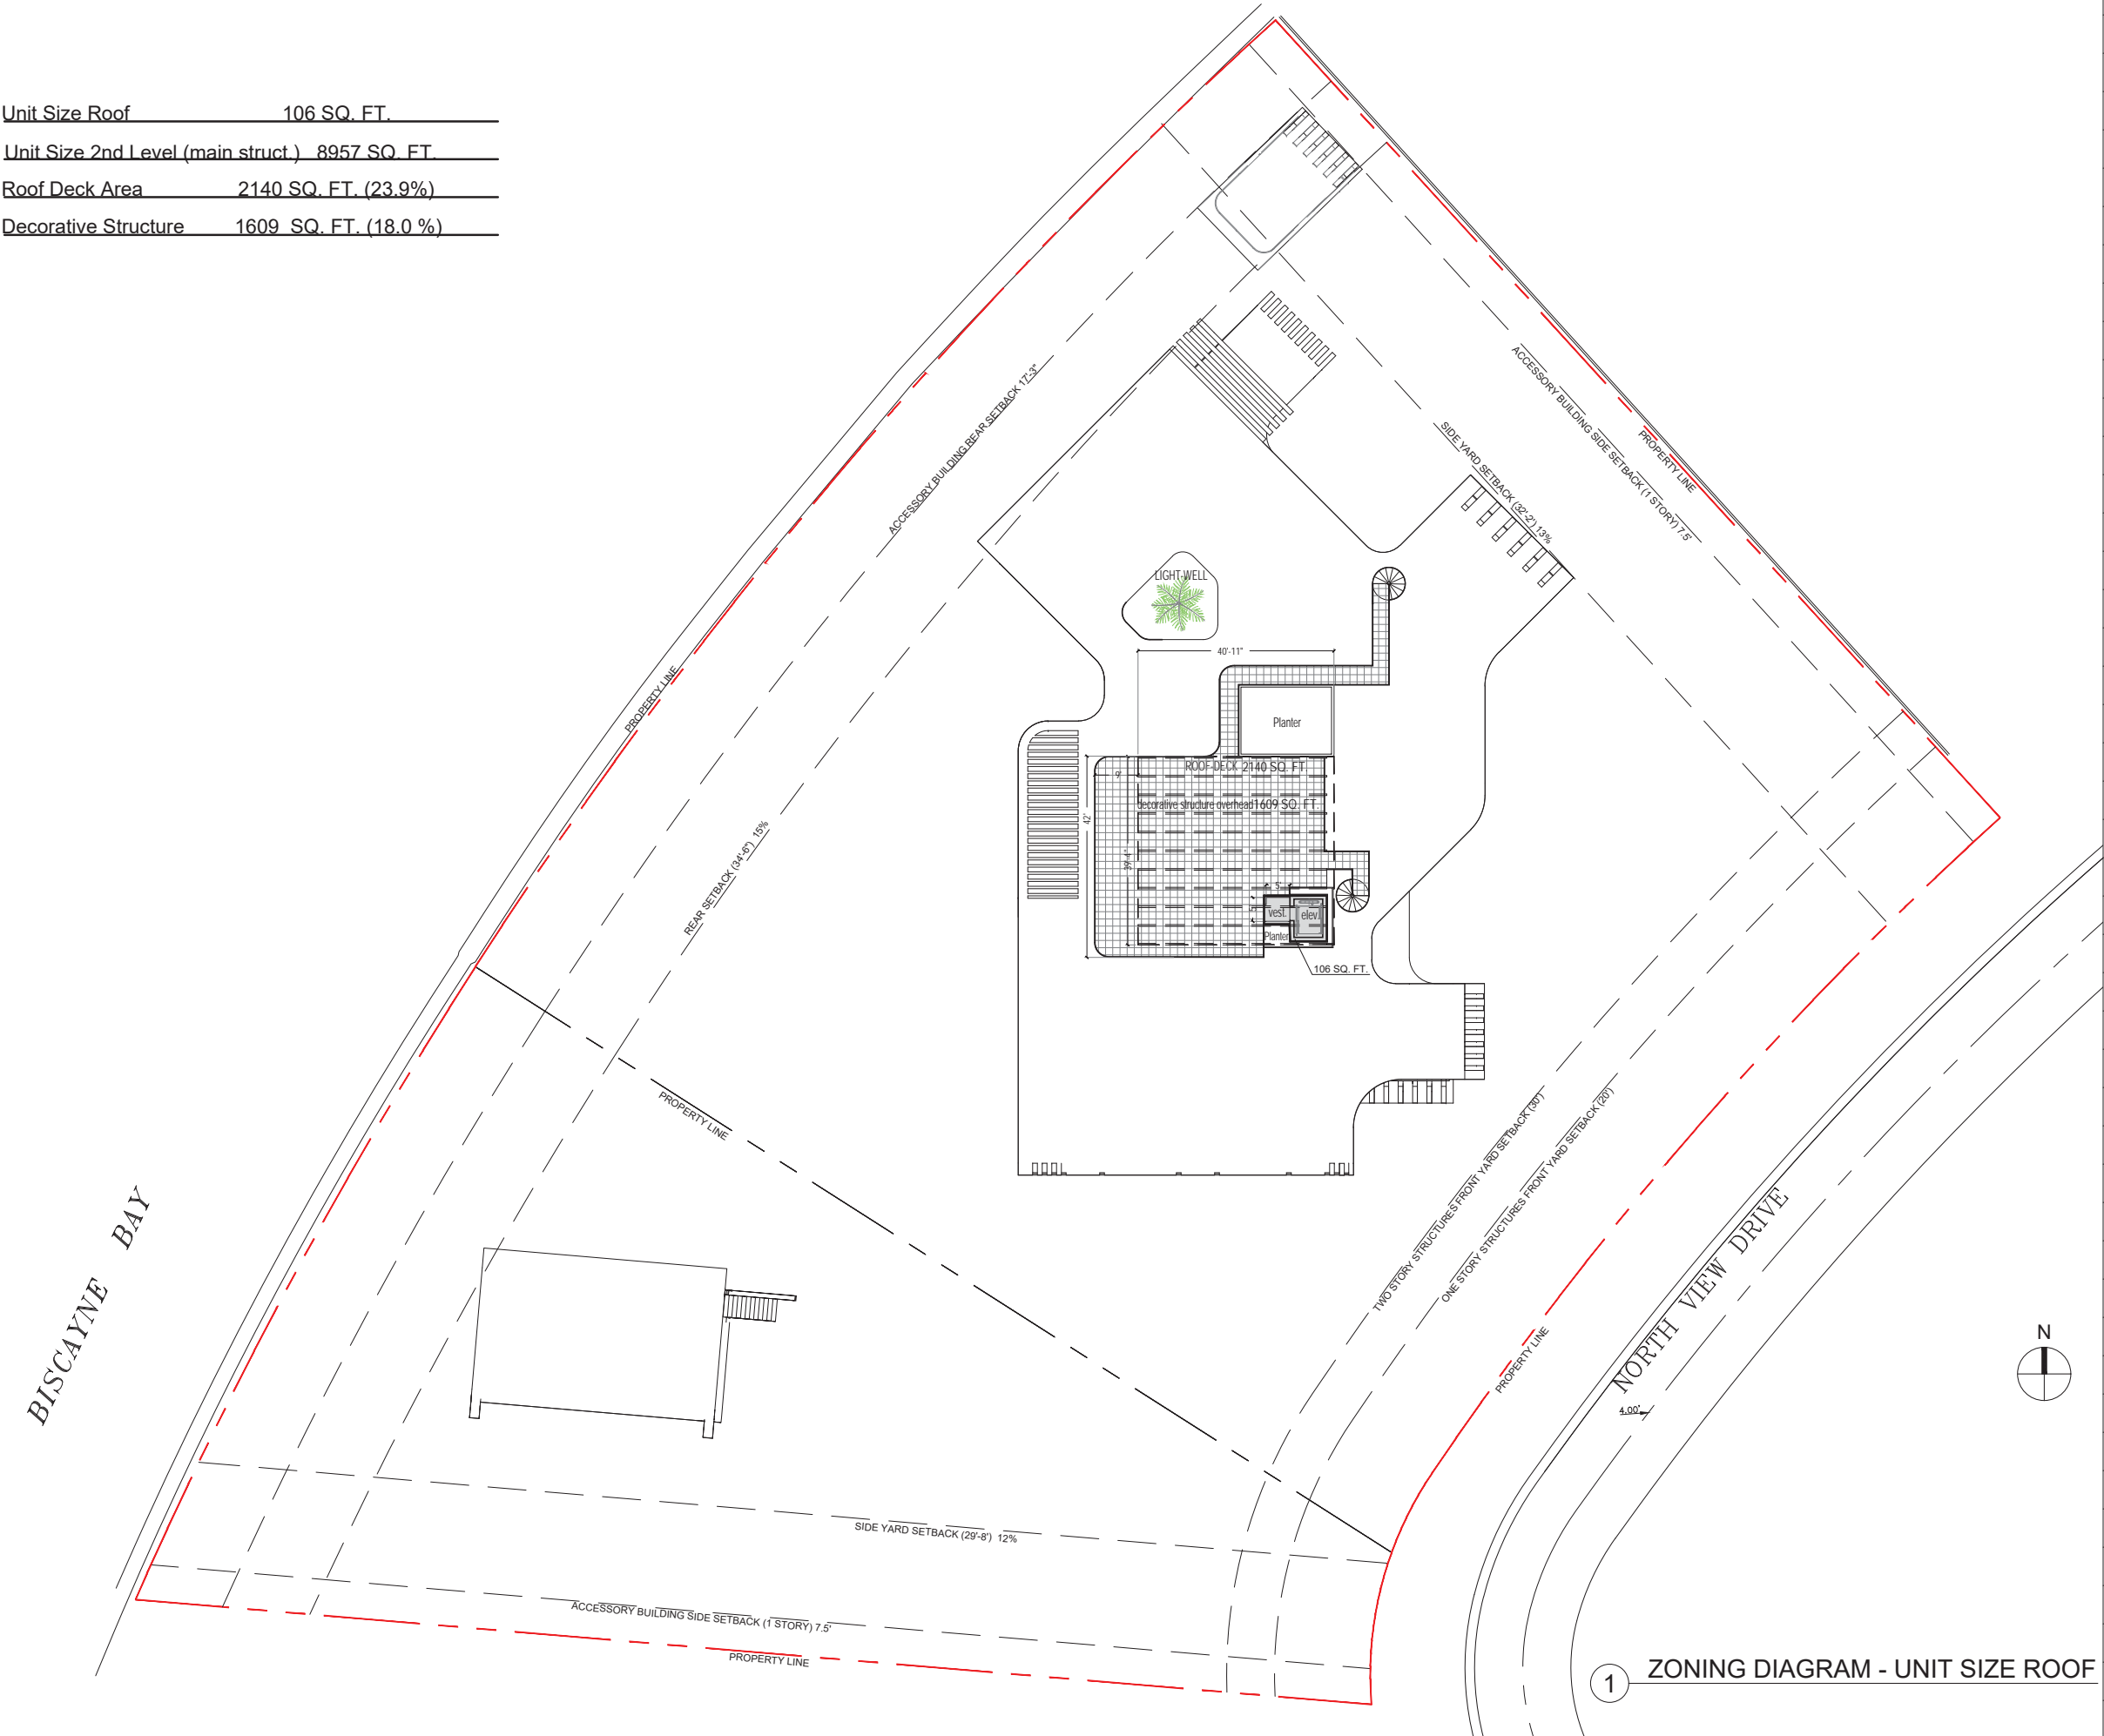 Unit Size Roof 106 SQ. FT.
Unit Size 2nd Level (main struct.) 8957 SQ. FT.
Roof Deck Area 2140 SQ. FT. (23.9%)
Decorative Structure 1609 SQ. FT. (18.0 %)
ACCESSORY BUILDING REAR SETBACK 17'-3"
ACCESSORY BUILDING SIDE SETBACK (1 STORY) 7.5'
PROPERTY LINE
SIDE YARD SETBACK (32'-2') 13%
LIGHT-WELL
40'-11"
PROPERTY LINE
Planter
ROOF-DECK 2140 SQ. FT
9'
decorative structure overhead 1609 SQ. FT.
42'
39'-4"
REAR SETBACK (34'-6") 15%
5'
5'
vest.
elev.
Planter
106 SQ. FT.
PROPERTY LINE
TWO STORY STRUCTURES FRONT YARD SETBACK (30')
ONE STORY STRUCTURES FRONT YARD SETBACK (20')
BISCAYNE BAY
NORTH VIEW DRIVE
N
PROPERTY LINE
4.00'
SIDE YARD SETBACK (29'-8') 12%
ACCESSORY BUILDING SIDE SETBACK (1 STORY) 7.5'
PROPERTY LINE
1 ZONING DIAGRAM - UNIT SIZE ROOF